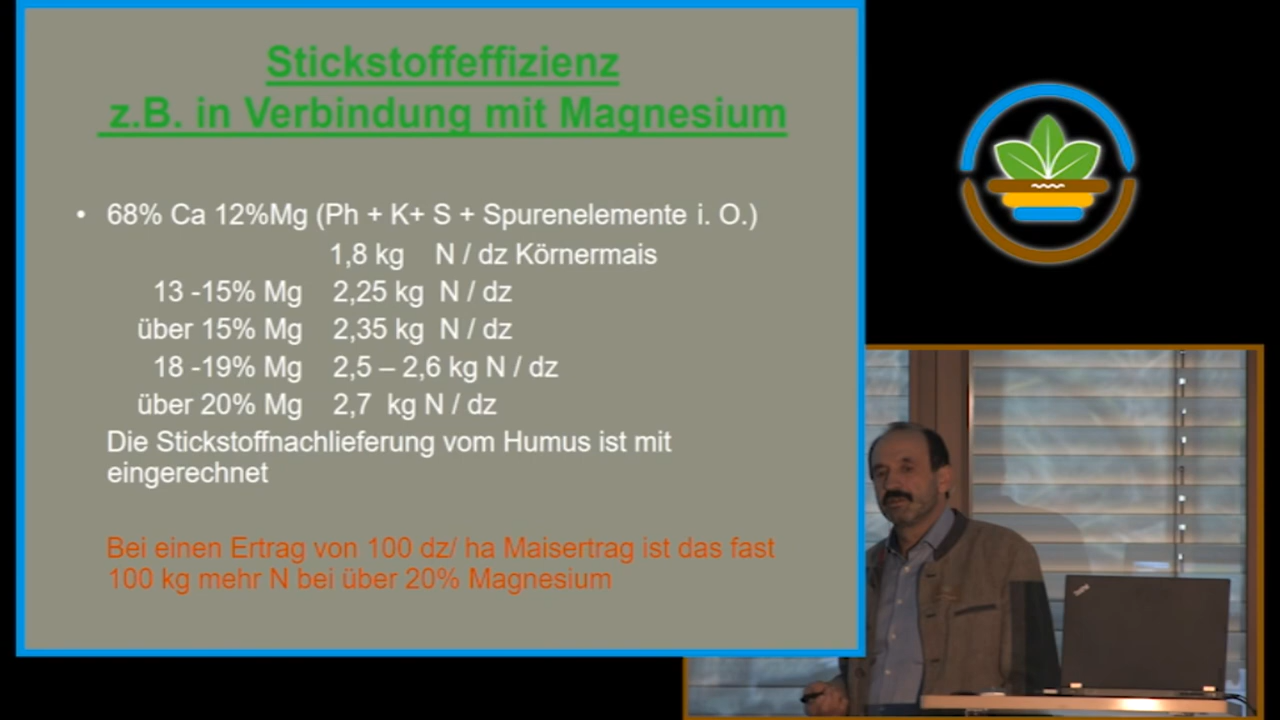 Stickstoffeffizienz
z.B. in Verbindung mit Magnesium
• 68% Ca 12%Mg (Ph + K+ S + Spurenelemente i. O.)
1,8 kg N / dz Körnermais
13 -15% Mg 2,25 kg N / dz
über 15% Mg 2,35 kg N / dz
18 -19% Mg 2,5 – 2,6 kg N / dz
über 20% Mg 2,7 kg N / dz
Die Stickstoffnachlieferung vom Humus ist mit
eingerechnet
Bei einen Ertrag von 100 dz/ ha Maisertrag ist das fast
100 kg mehr N bei über 20% Magnesium